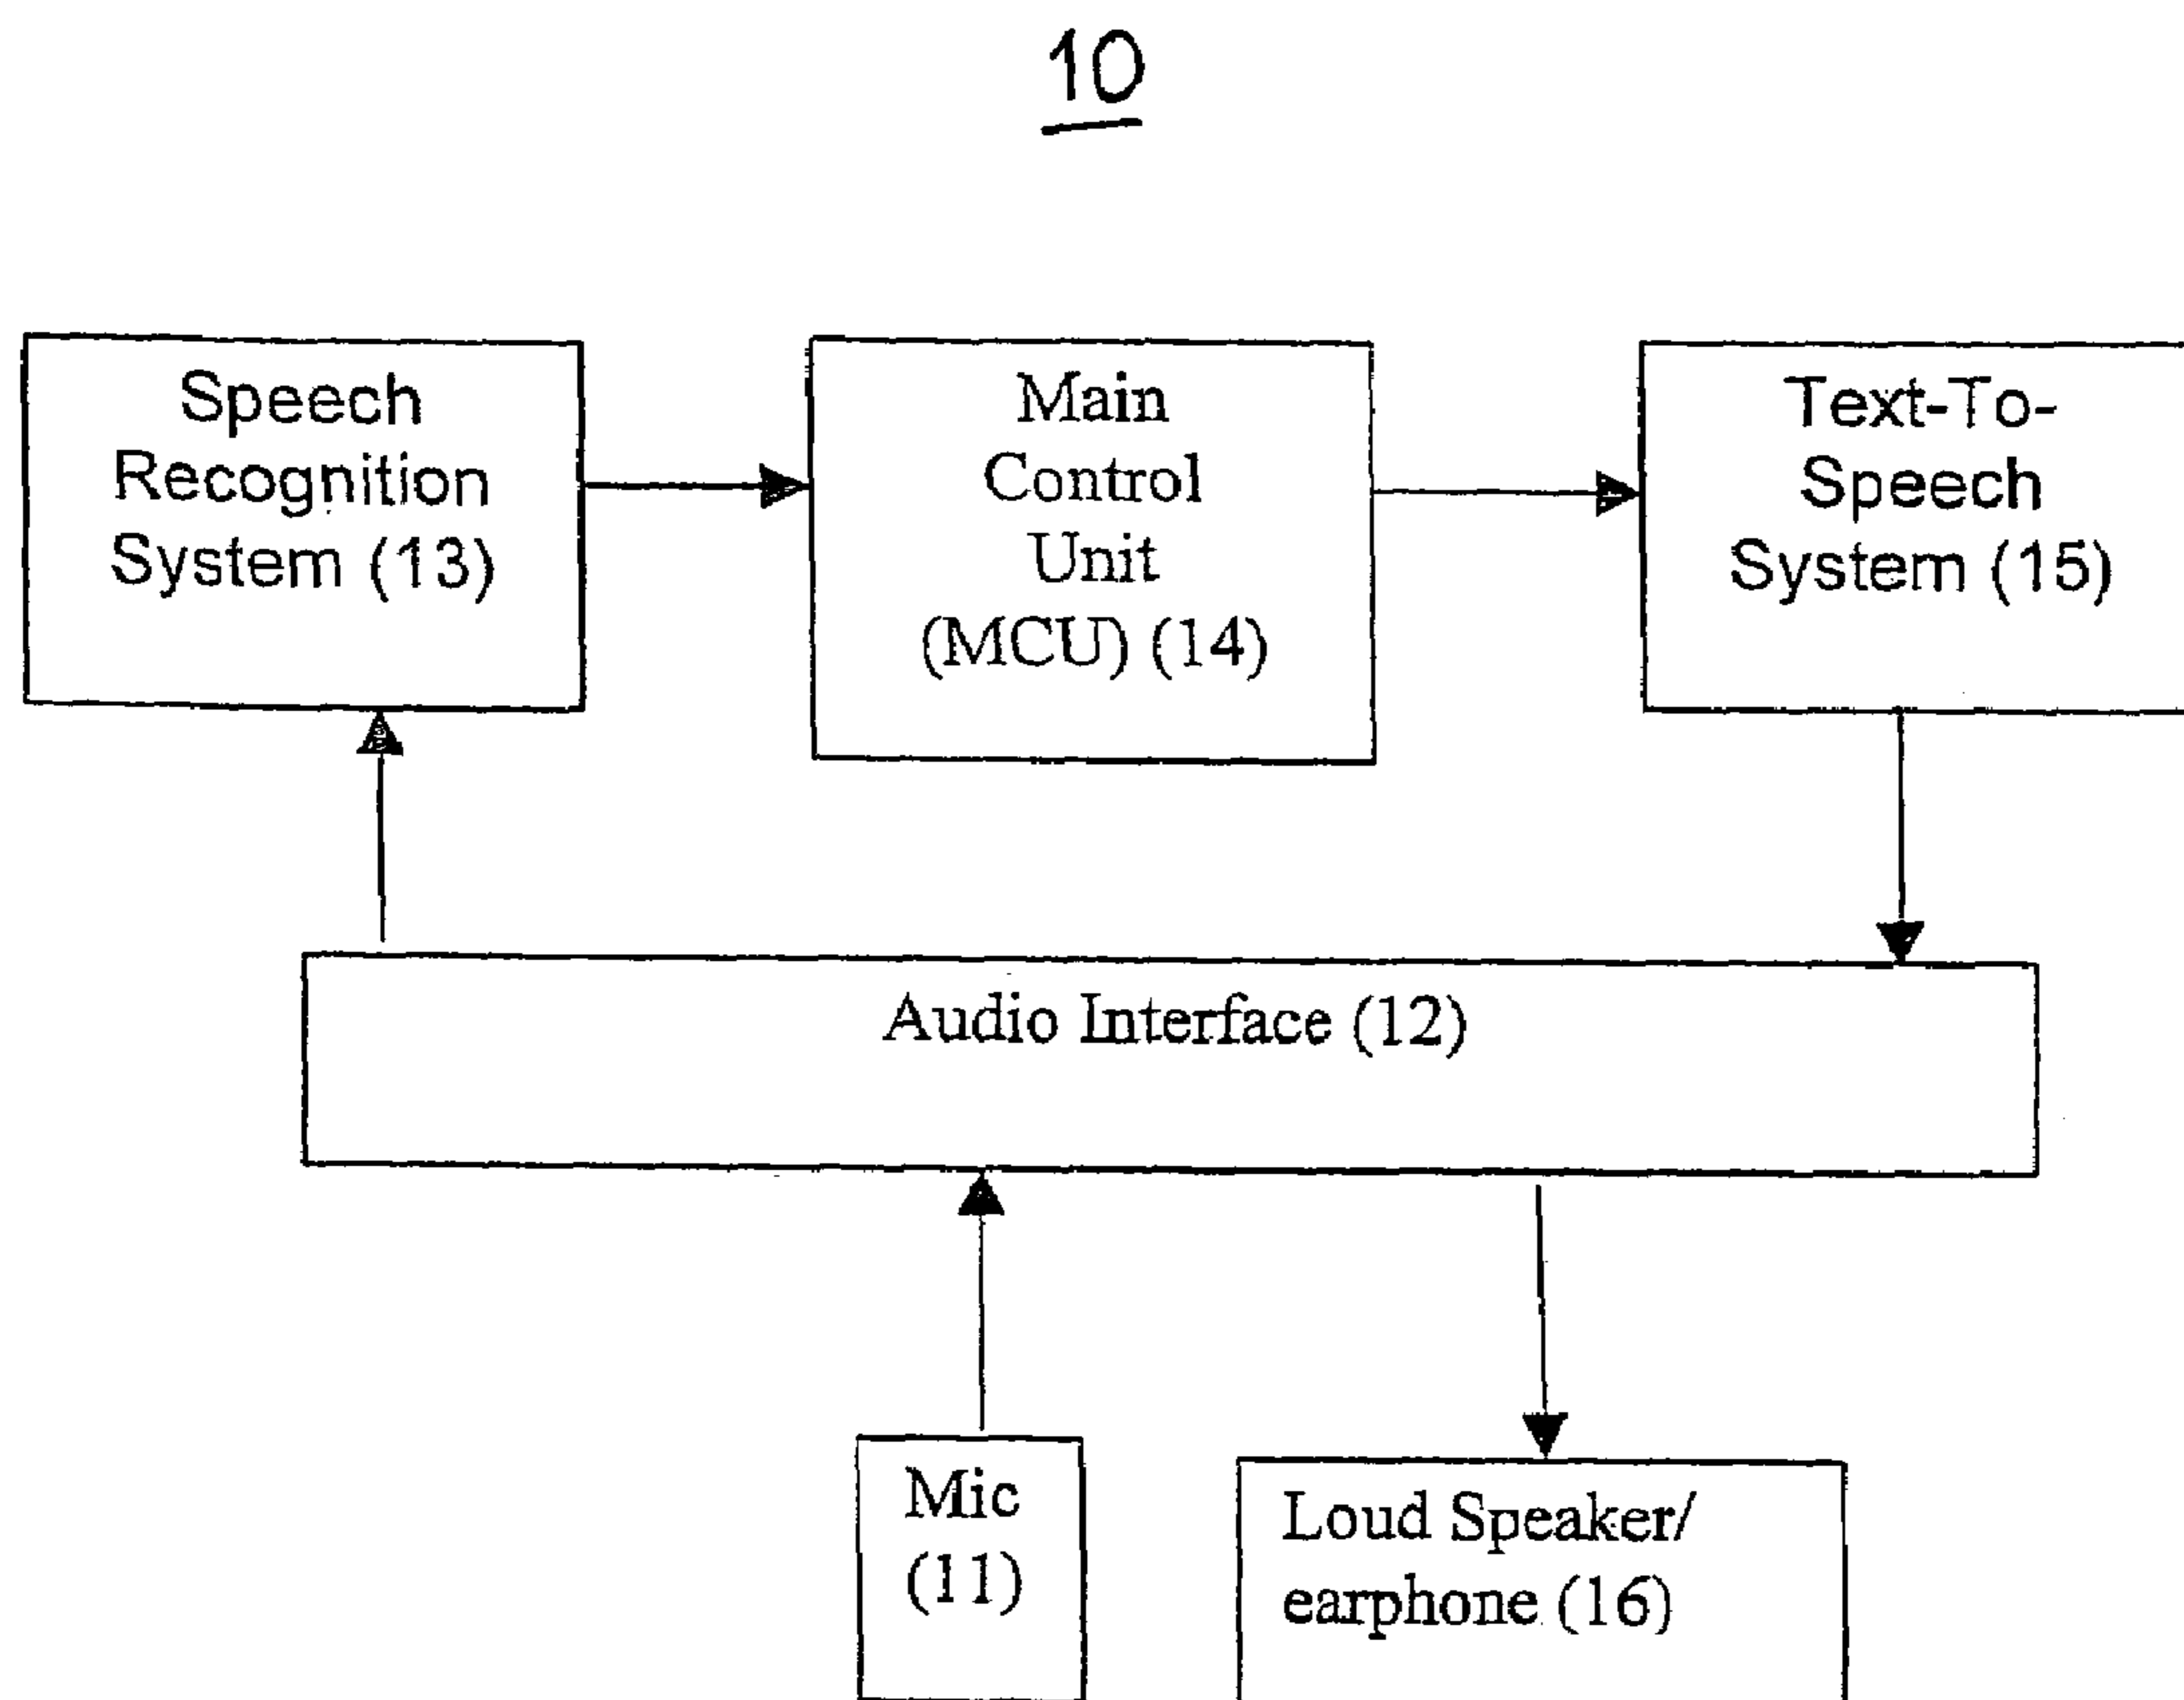 10
Speech
Recognition
System (13)
Main
Control
Unit
(MCU) (14)
Text-To-
Speech
System (15)
Audio Interface (12)
Mic
(11)
Loud Speaker/
earphone (16)